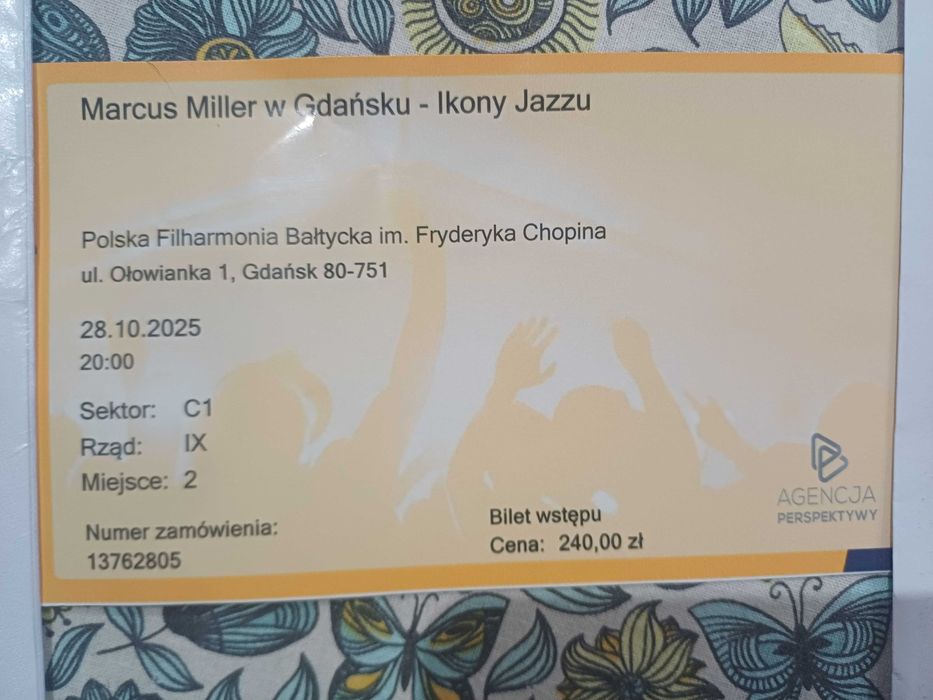 Marcus Miller w Gdańsku - Ikony Jazzu
Polska Filharmonia Bałtycka im. Fryderyka Chopina
ul. Ołowianka 1, Gdańsk 80-751
28.10.2025
20:00
Sektor: C1
Rząd: IX
Miejsce: 2
Numer zamówienia:
13762805
Bilet wstępu
Cena: 240,00 zł
AGENCJA
PERSPEKTYWY